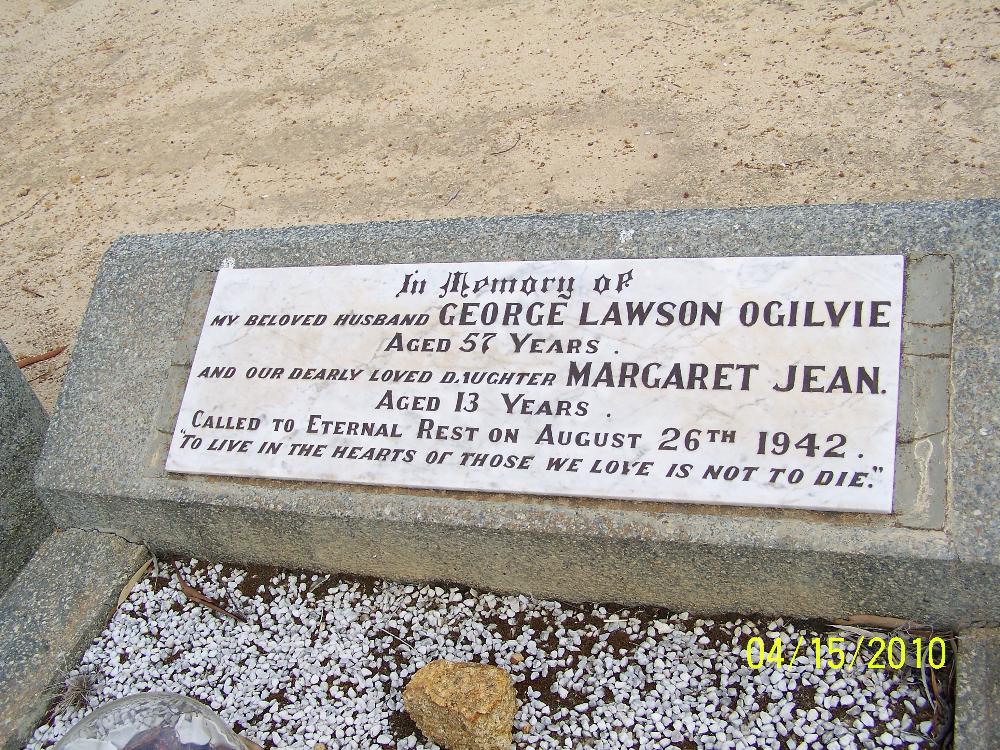 In Memory of
MY BELOVED HUSBAND GEORGE LAWSON OGILVIE
AGED 57 YEARS .
AND OUR DEARLY LOVED DAUGHTER MARGARET JEAN.
AGED 13 YEARS .
CALLED TO ETERNAL REST ON AUGUST 26TH 1942 .
"TO LIVE IN THE HEARTS OF THOSE WE LOVE IS NOT TO DIE."
04/15/2010